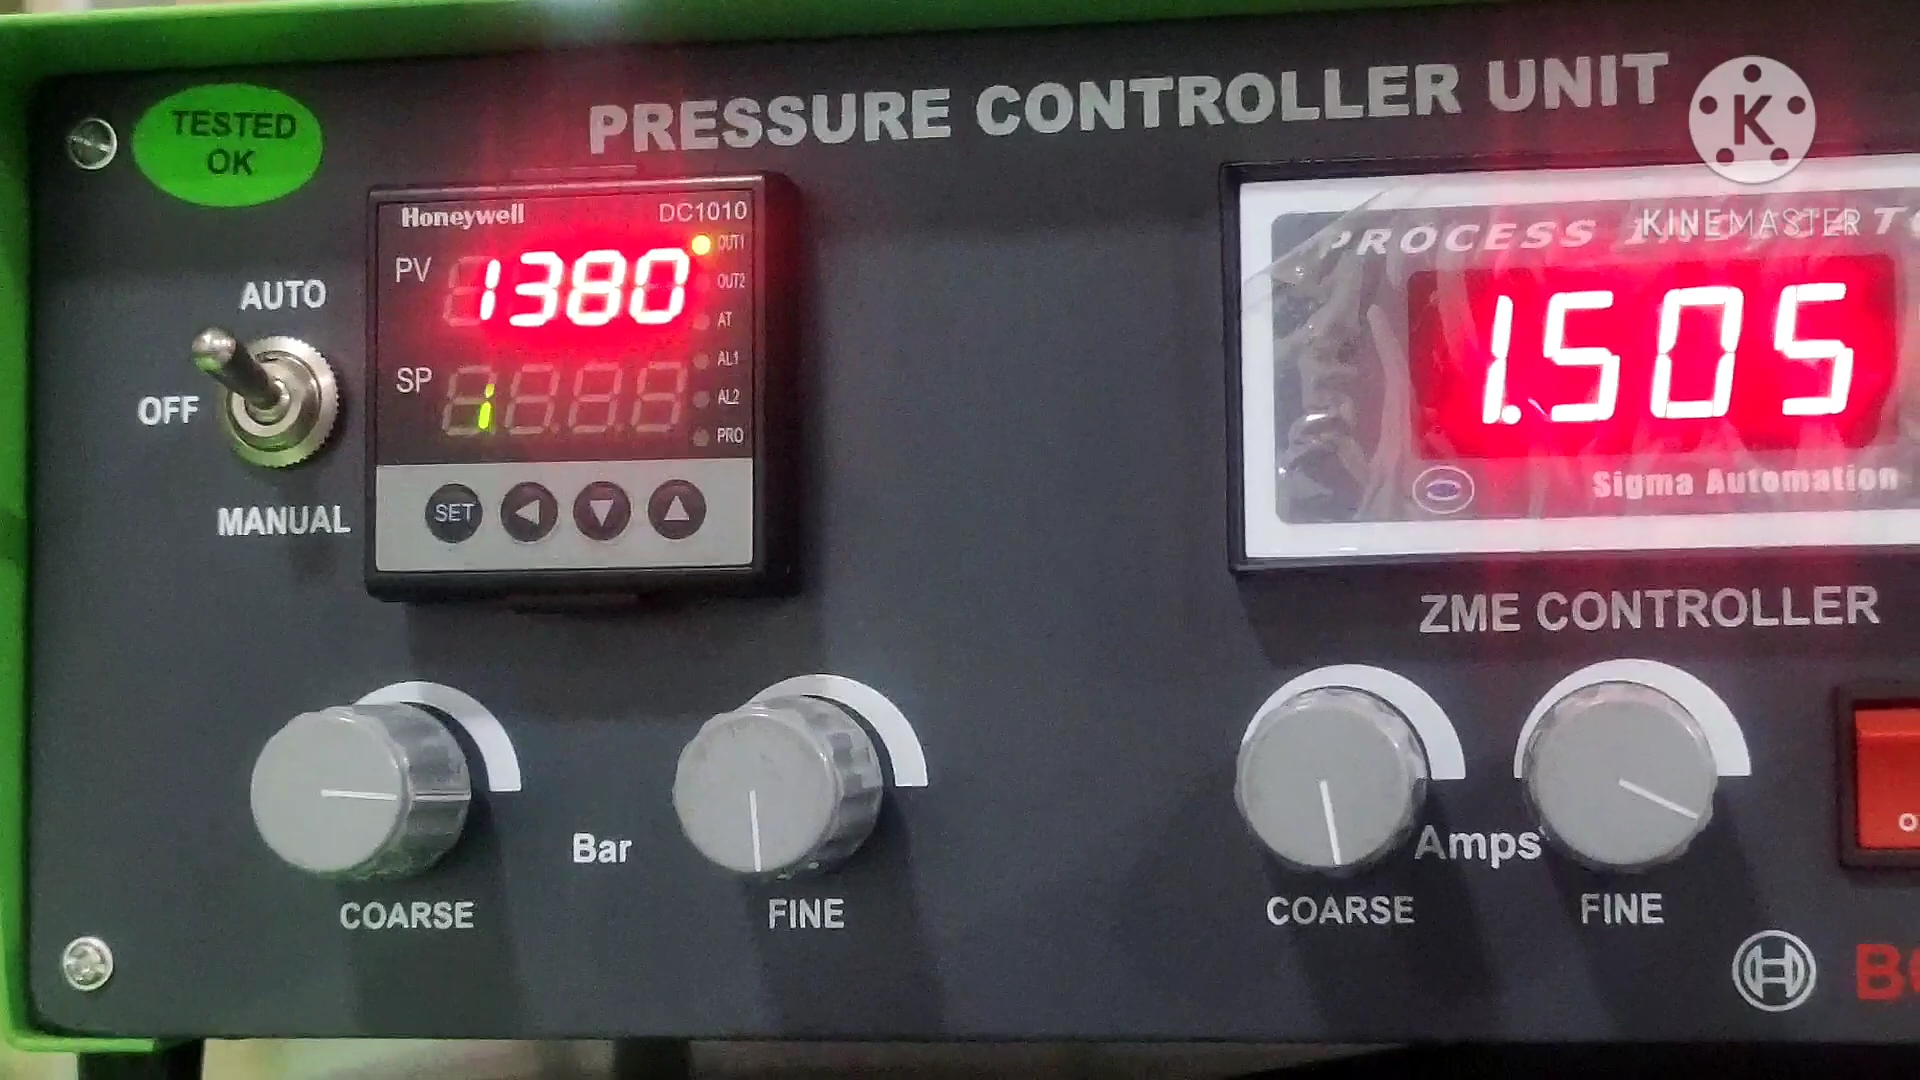 TESTED
OK
PRESSURE CONTROLLER UNIT
Honeywell
DC1010
PV
1380
OUT1
OUT2
AT
SP
AL1
AL2
PRO
SET
AUTO
OFF
MANUAL
COARSE
Bar
FINE
K
KINEMASTER
PROCESS
1.505
Sigma Automation
ZME CONTROLLER
COARSE
Amps
FINE